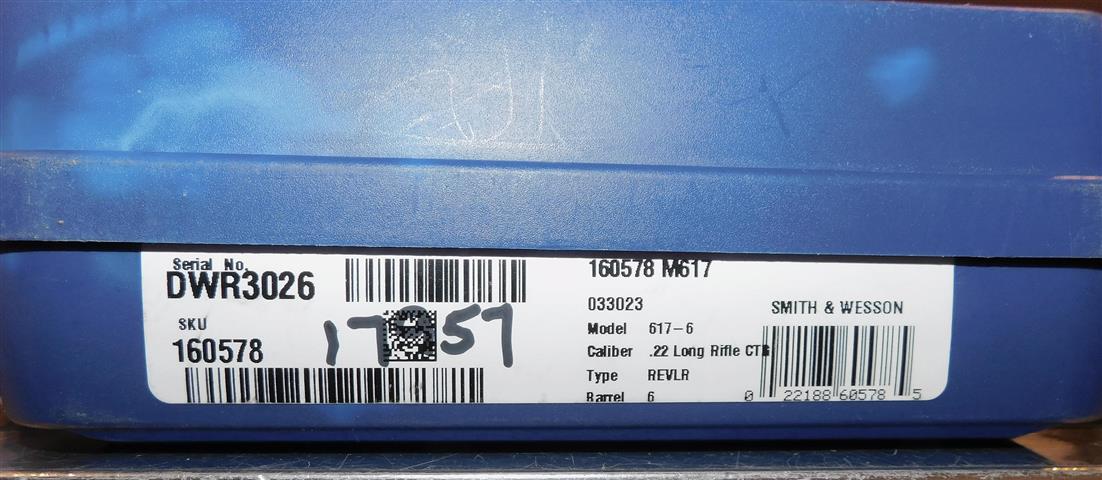 Serial No.
DWR3026
SKU
160578
160578 M617
033023
Model 617-6
Caliber .22 Long Rifle CTG
Type REVLR
Barrel 6
SMITH & WESSON
0 22188 60578 5